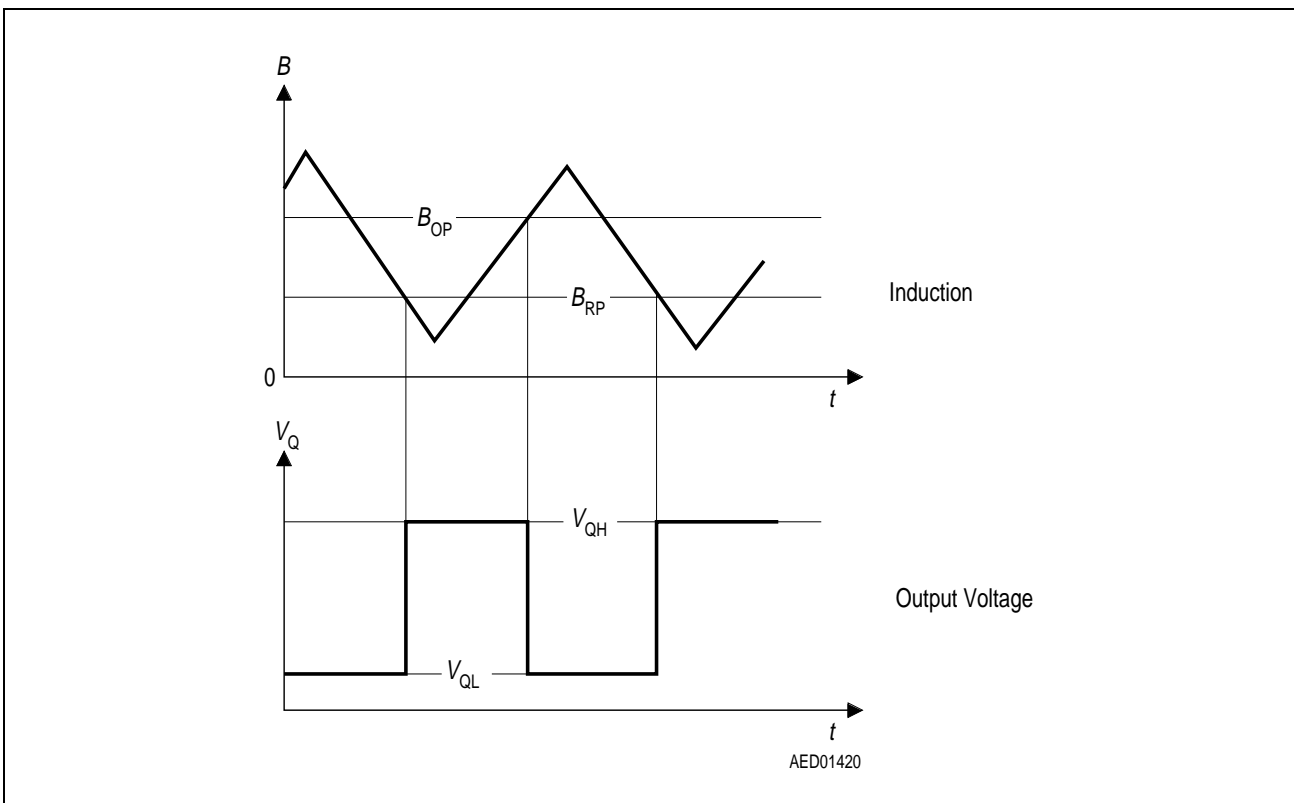 B
B_OP
B_RP
Induction
0
t
V_Q
V_QH
Output Voltage
V_QL
t
AED01420